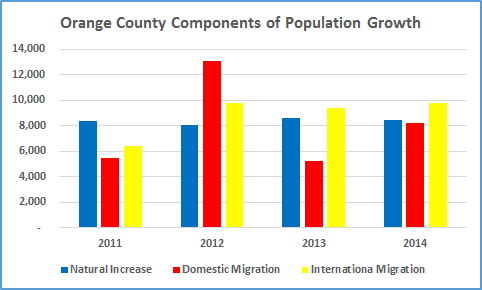 Orange County Components of Population Growth
14,000
12,000
10,000
8,000
6,000
4,000
2,000
-
2011 2012 2013 2014
Natural Increase Domestic Migration Internationa Migration